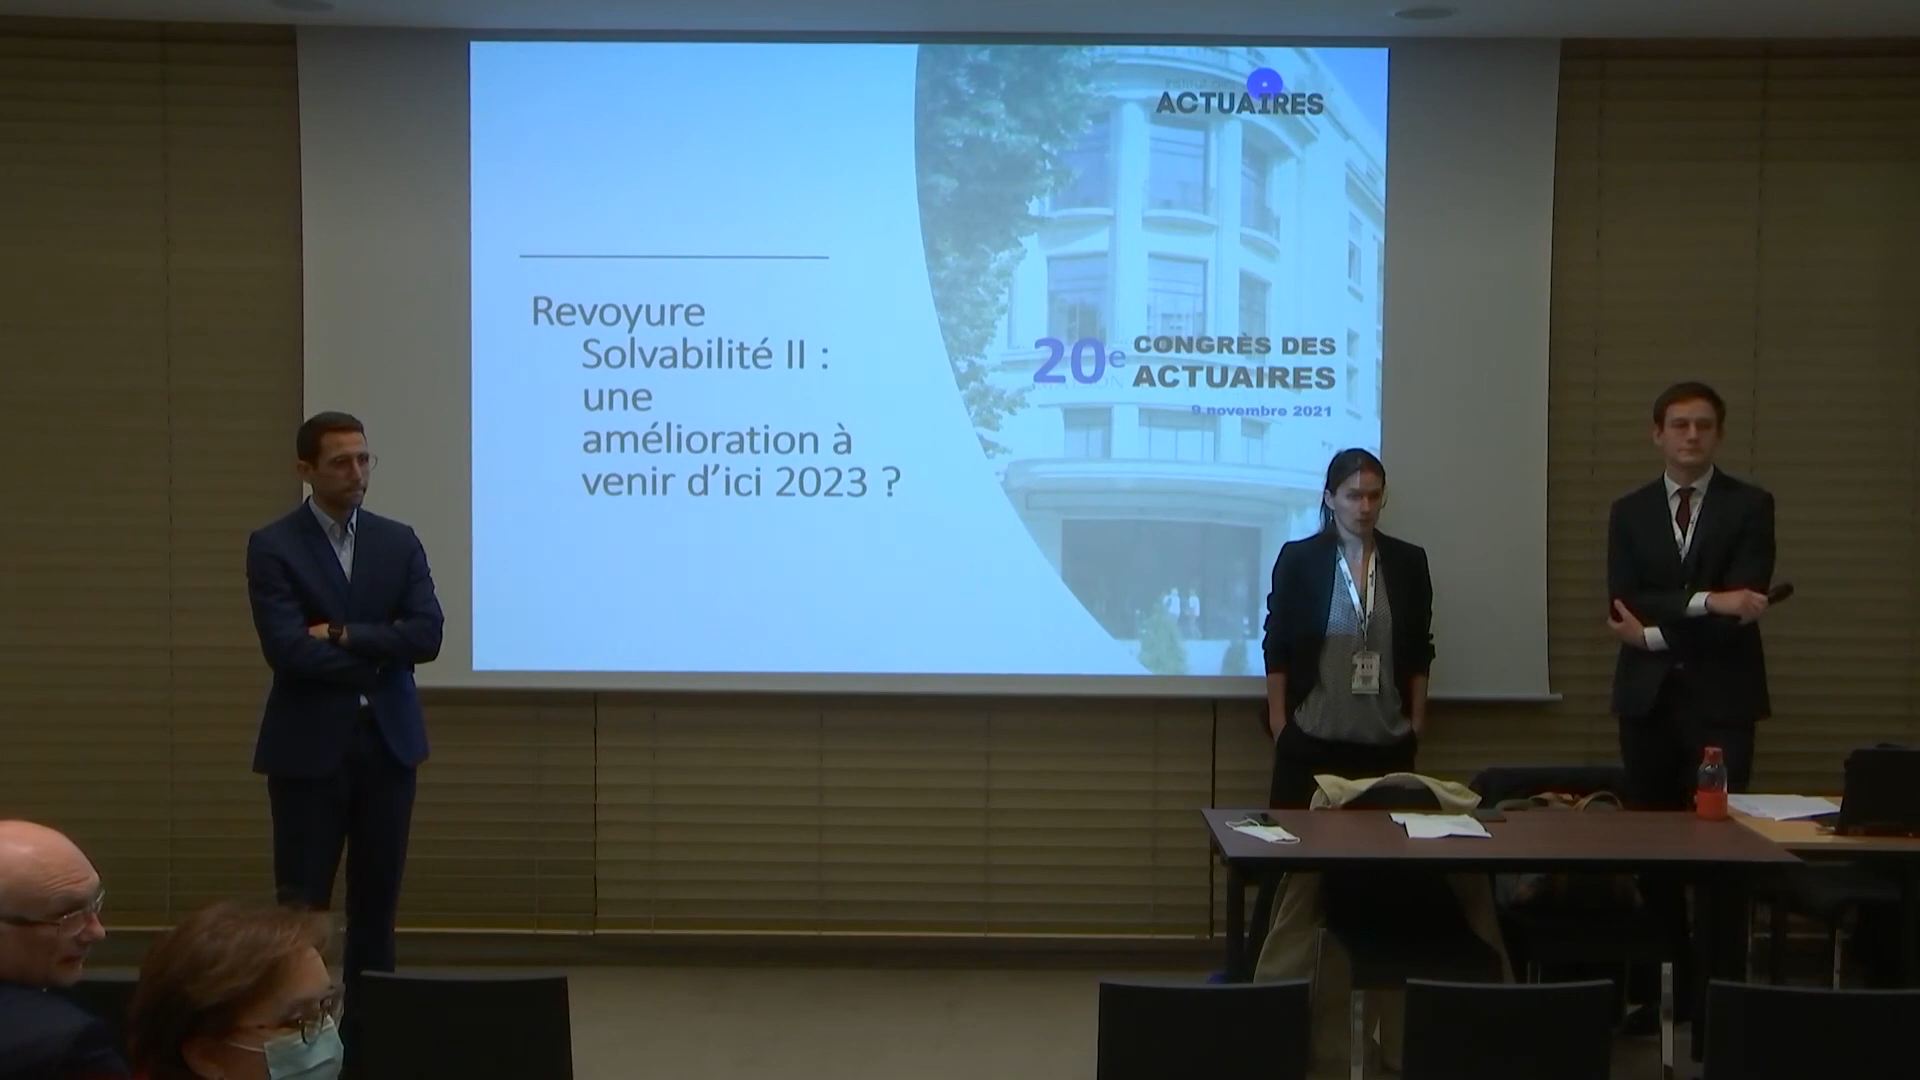 ACTUAIRES
Revoyure
Solvabilité II :
une
amélioration à
venir d'ici 2023 ?
20e CONGRÈS DES
ACTUAIRES
9 novembre 2021